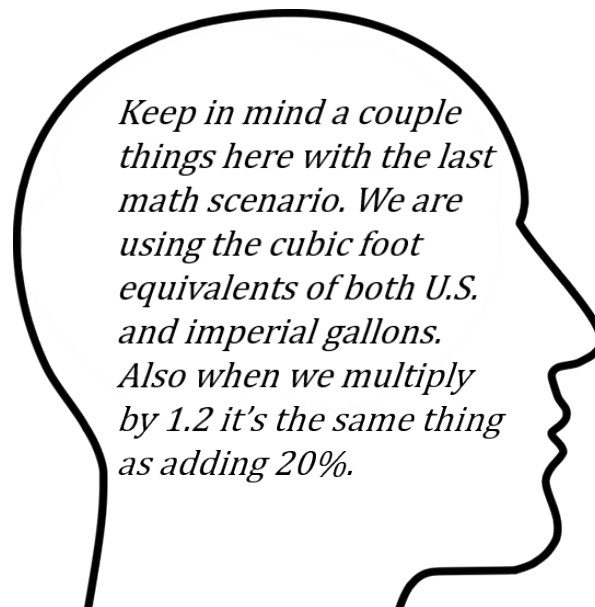 Keep in mind a couple
things here with the last
math scenario. We are
using the cubic foot
equivalents of both U.S.
and imperial gallons.
Also when we multiply
by 1.2 it’s the same thing
as adding 20%.